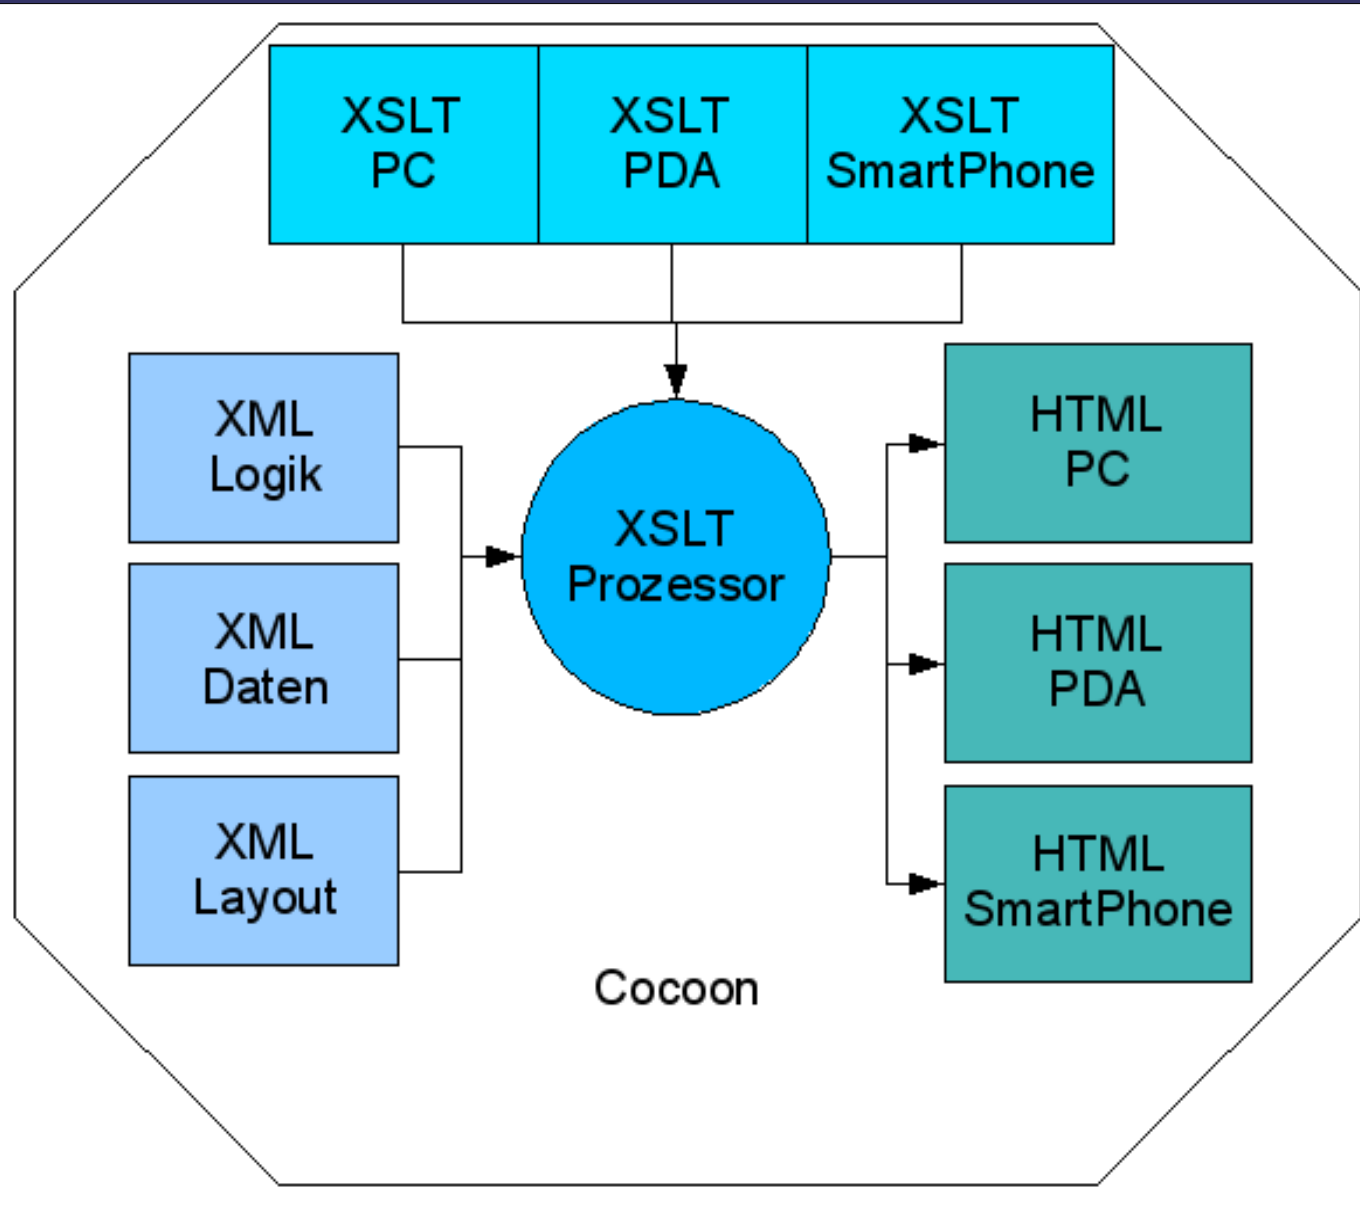 XSLT
PC
XSLT
PDA
XSLT
SmartPhone
XML
Logik
XML
Daten
XML
Layout
XSLT
Prozessor
HTML
PC
HTML
PDA
HTML
SmartPhone
Cocoon